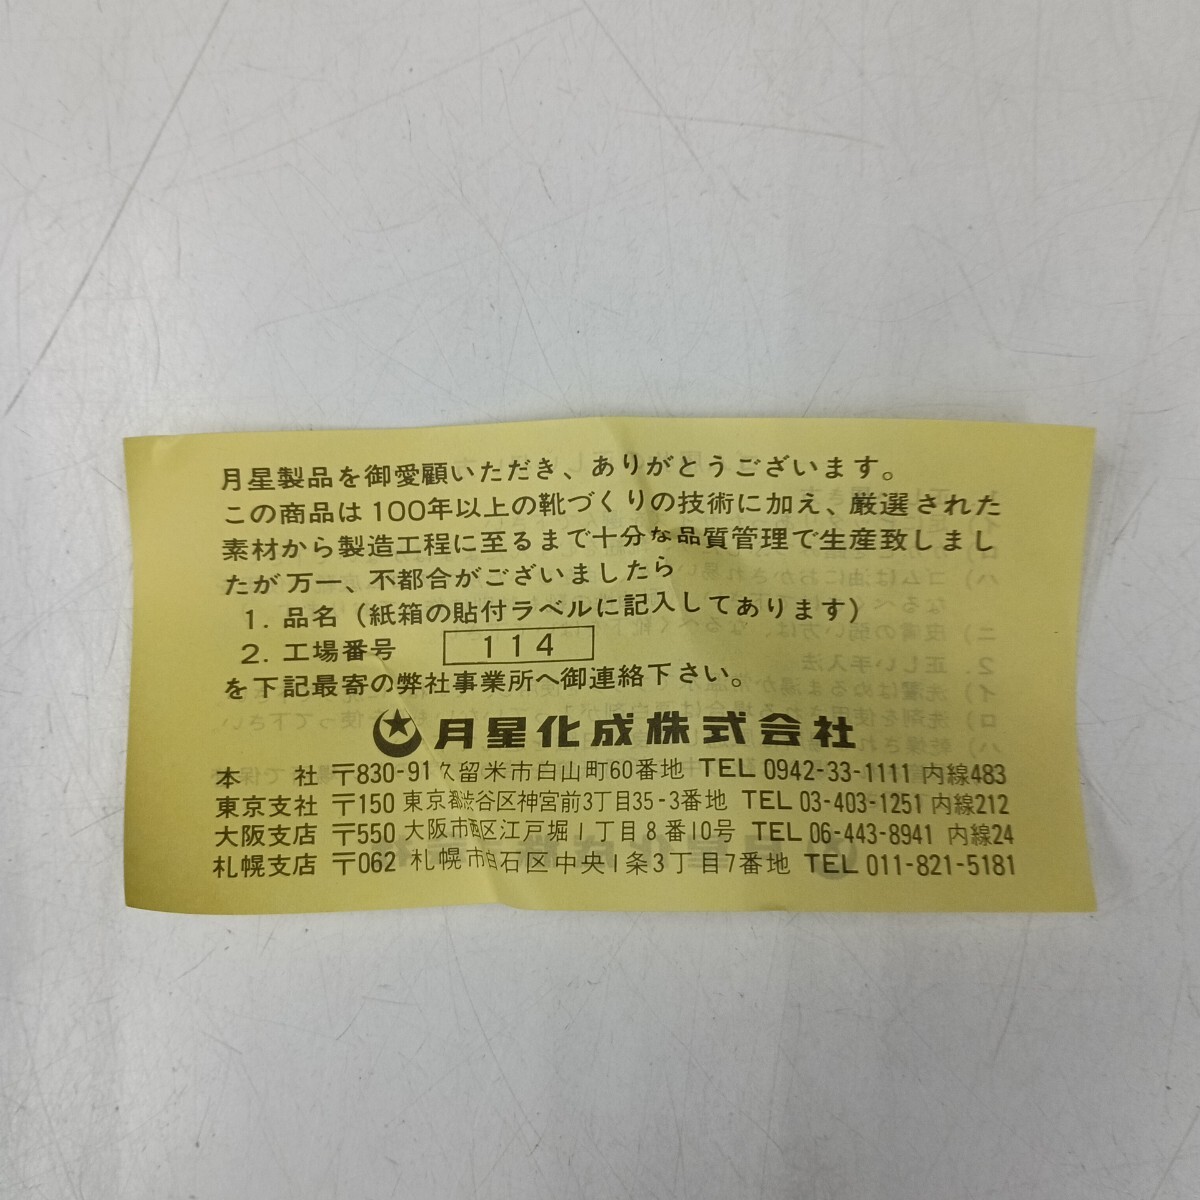 月星製品を御愛顧いただき、ありがとうございます。
この商品は100年以上の靴づくりの技術に加え、厳選された
素材から製造工程に至るまで十分な品質管理で生産致しまし
たが万一、不都合がございましたら
1. 品名（紙箱の貼付ラベルに記入してあります）
2. 工場番号 114
を下記最寄の弊社事業所へ御連絡下さい。
月星化成株式会社
本　社 〒830-91 久留米市白山町60番地 TEL 0942-33-1111 内線483
東京支社 〒150 東京都渋谷区神宮前3丁目35-3番地 TEL 03-403-1251 内線212
大阪支店 〒550 大阪市西区江戸堀1丁目8番10号 TEL 06-443-8941 内線24
札幌支店 〒062 札幌市白石区中央1条3丁目7番地 TEL 011-821-5181